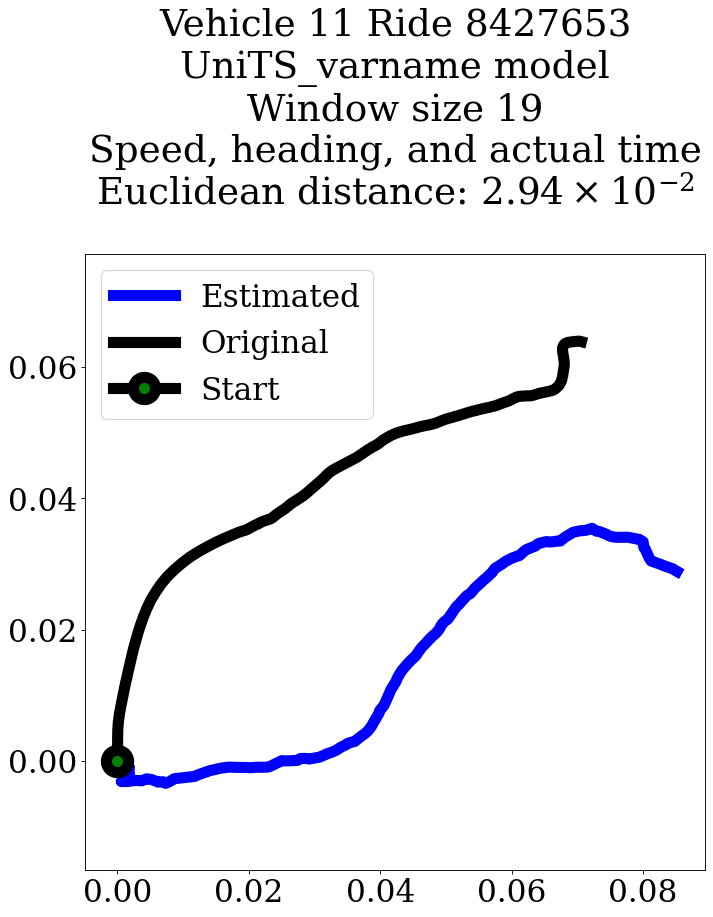 Vehicle 11 Ride 8427653
UniTS_varname model
Window size 19
Speed, heading, and actual time
Euclidean distance: 2.94 × 10⁻²
Estimated
Original
Start
0.06
0.04
0.02
0.00
0.00 0.02 0.04 0.06 0.08